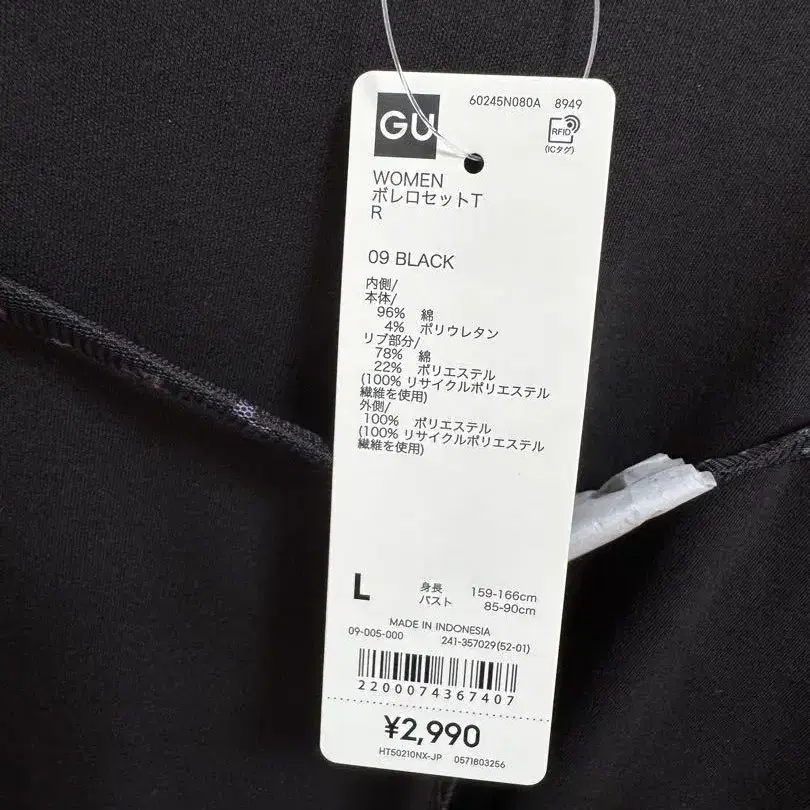 GU
60245N080A 8949
RFID
(ICタグ)
WOMEN
ボレロセットT
R
09 BLACK
内側/
本体/
96% 綿
4% ポリウレタン
リブ部分/
78% 綿
22% ポリエステル
(100% リサイクルポリエステル
繊維を使用)
外側/
100% ポリエステル
(100% リサイクルポリエステル
繊維を使用)
L
身長 159-166cm
バスト 85-90cm
MADE IN INDONESIA
09-005-000 241-357029(52-01)
2200074367407
¥2,990
HT50210NX-JP 0571803256